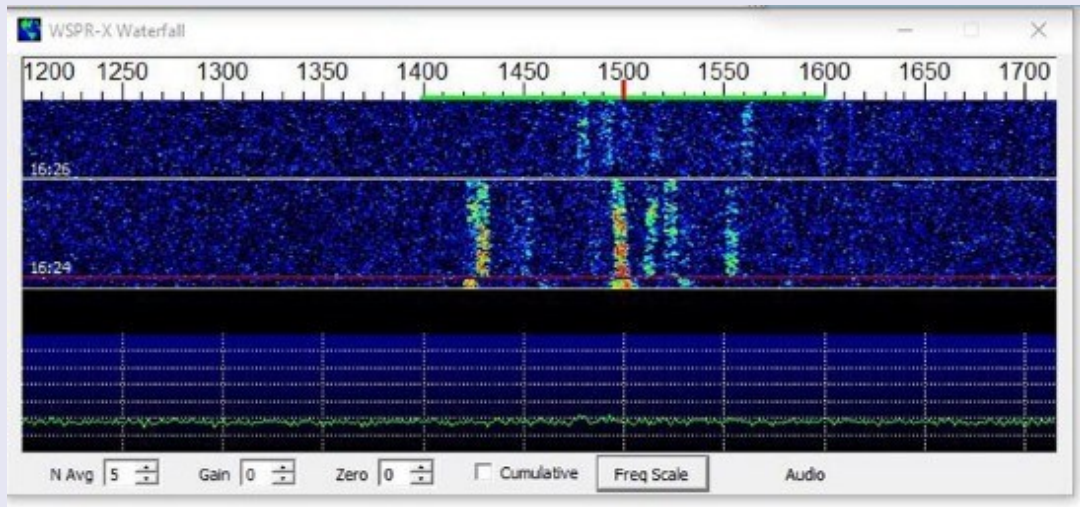 WSPR-X Waterfall
1200 1250 1300 1350 1400 1450 1500 1550 1600 1650 1700
16:26
16:24
N Avg 5 Gain 0 Zero 0 Cumulative Freq Scale Audio